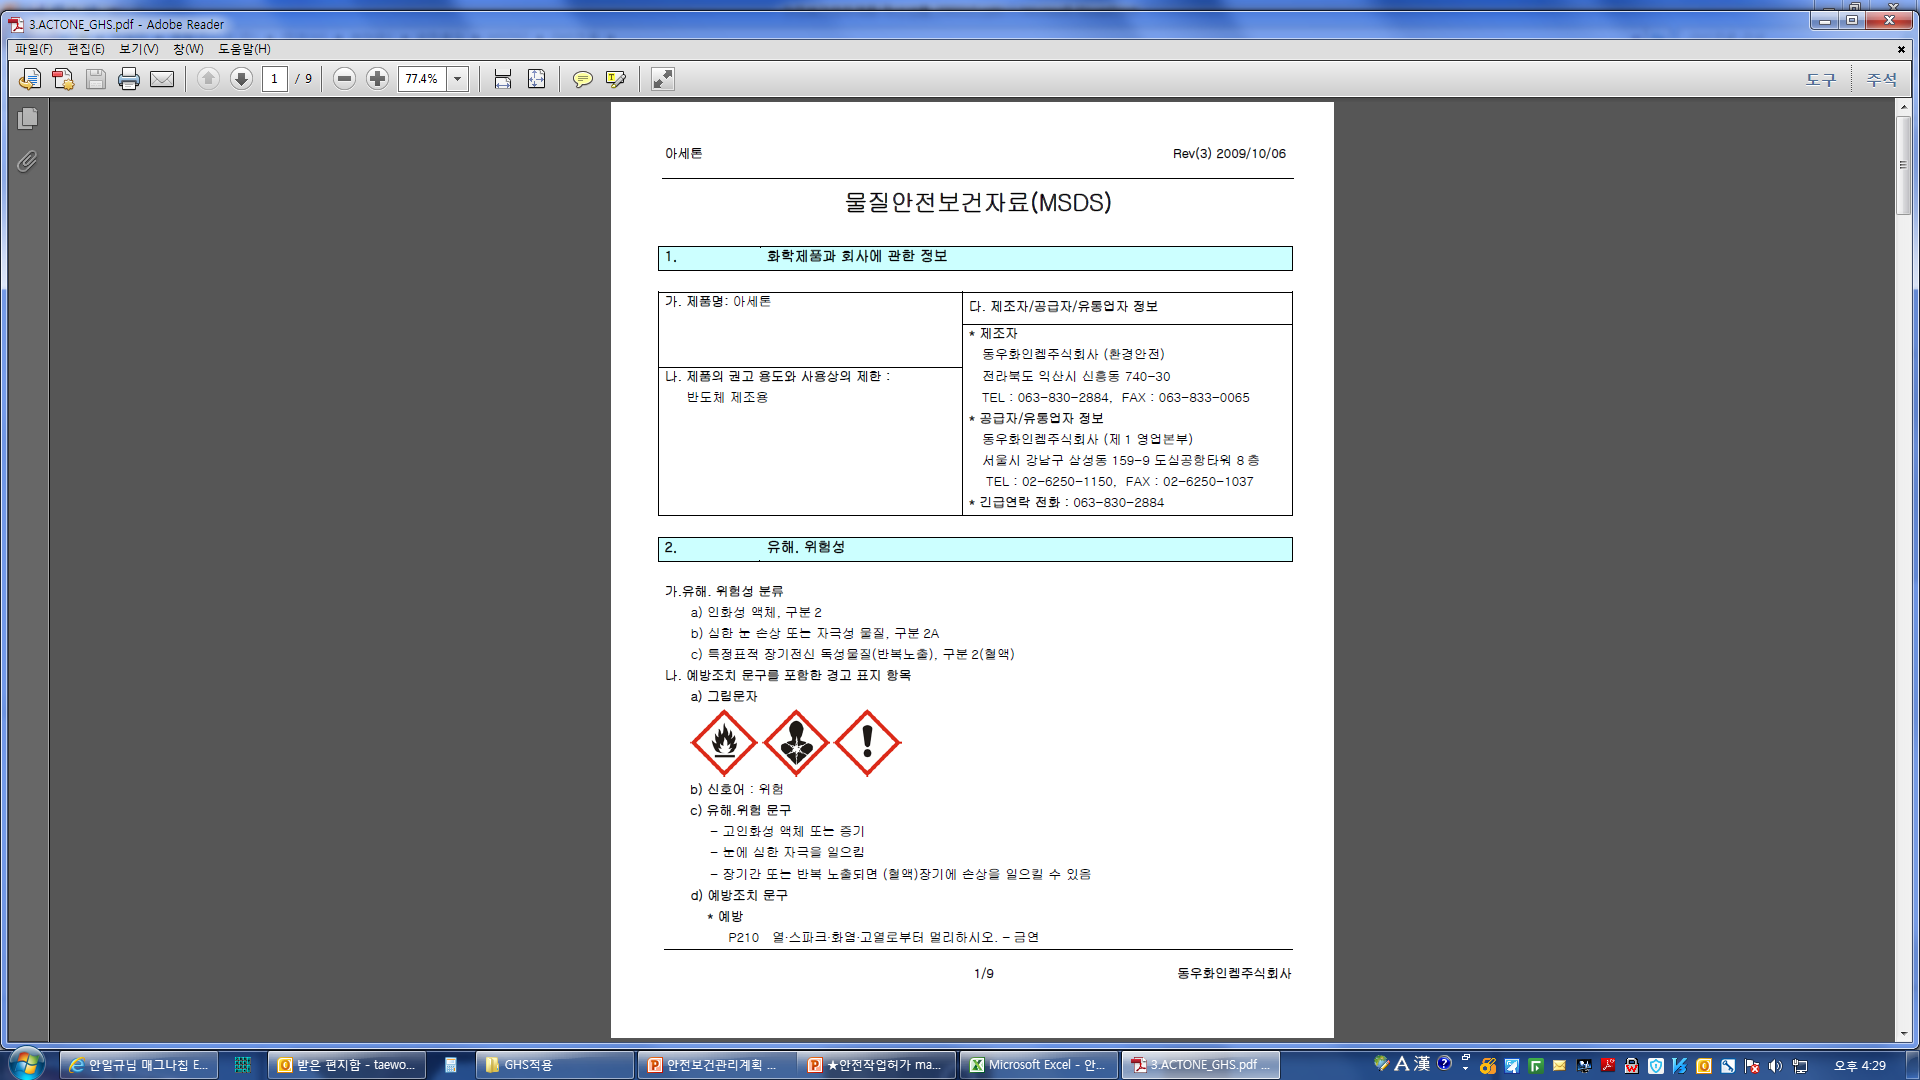 3.ACTONE_GHS.pdf - Adobe Reader
파일(F) 편집(E) 보기(V) 창(W) 도움말(H)
1 / 9 77.4% 도구 주석
아세톤 Rev(3) 2009/10/06
물질안전보건자료(MSDS)
1. 화학제품과 회사에 관한 정보
가. 제품명: 아세톤
나. 제품의 권고 용도와 사용상의 제한 :
반도체 제조용
다. 제조자/공급자/유통업자 정보
* 제조자
동우화인켐주식회사 (환경안전)
전라북도 익산시 신흥동 740-30
TEL : 063-830-2884, FAX : 063-833-0065
* 공급자/유통업자 정보
동우화인켐주식회사 (제 1 영업본부)
서울시 강남구 삼성동 159-9 도심공항타워 8 층
TEL : 02-6250-1150, FAX : 02-6250-1037
* 긴급연락 전화 : 063-830-2884
2. 유해. 위험성
가.유해. 위험성 분류
a) 인화성 액체, 구분 2
b) 심한 눈 손상 또는 자극성 물질, 구분 2A
c) 특정표적 장기전신 독성물질(반복노출), 구분 2(혈액)
나. 예방조치 문구를 포함한 경고 표지 항목
a) 그림문자
b) 신호어 : 위험
c) 유해.위험 문구
- 고인화성 액체 또는 증기
- 눈에 심한 자극을 일으킴
- 장기간 또는 반복 노출되면 (혈액)장기에 손상을 일으킬 수 있음
d) 예방조치 문구
* 예방
P210 열·스파크·화염·고열로부터 멀리하시오. - 금연
1/9 동우화인켐주식회사
안일규님 매그나칩 E... 받은 편지함 - taewo... GHS적용 안전보건관리계획 ... ★안전작업허가 ma... Microsoft Excel - 안... 3.ACTONE_GHS.pdf ... A 漢 오후 4:29